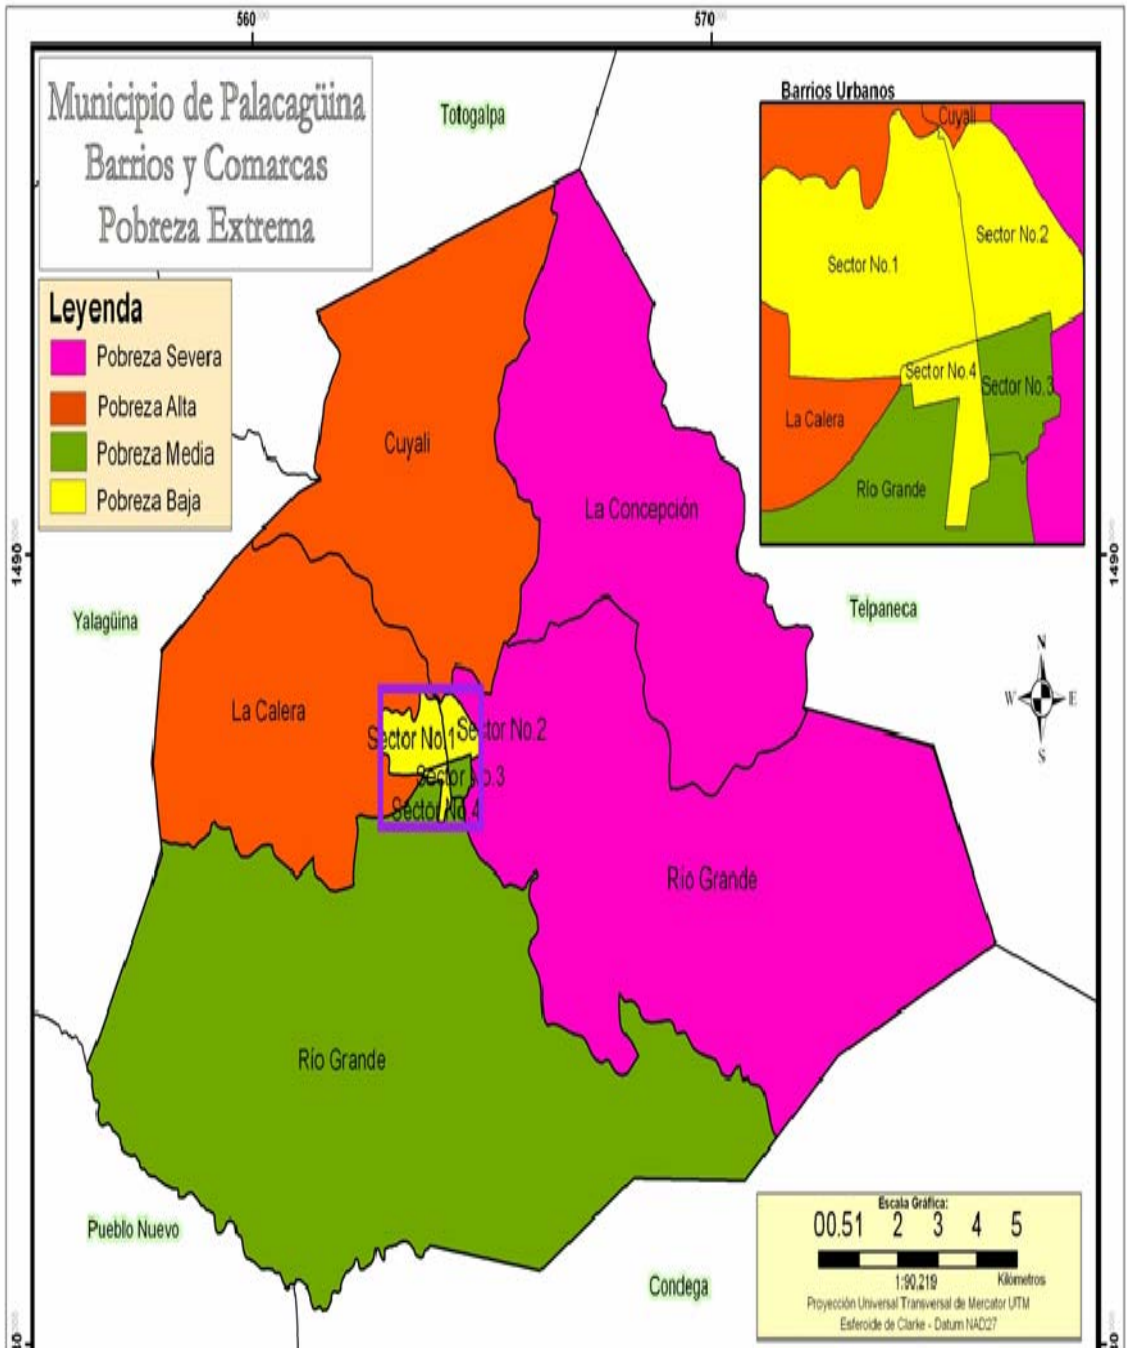 560
570
Municipio de Palacagüina
Barrios y Comarcas
Pobreza Extrema
Totogalpa
Barrios Urbanos
Cuyali
Sector No.2
Sector No.1
Sector No.4
Sector No.3
La Calera
Río Grande
Leyenda
Pobreza Severa
Pobreza Alta
Pobreza Media
Pobreza Baja
Cuyali
La Concepción
1490
1490
Yalagüina
Telpaneca
N
W E
S
La Calera
Sector No.1
Sector No.2
Sector No.3
Sector No.4
Río Grande
Río Grande
Pueblo Nuevo
Condega
Escala Gráfica:
00.51 2 3 4 5
1:90,219 Kilómetros
Proyección Universal Transversal de Mercator UTM
Esferoide de Clarke - Datum NAD27